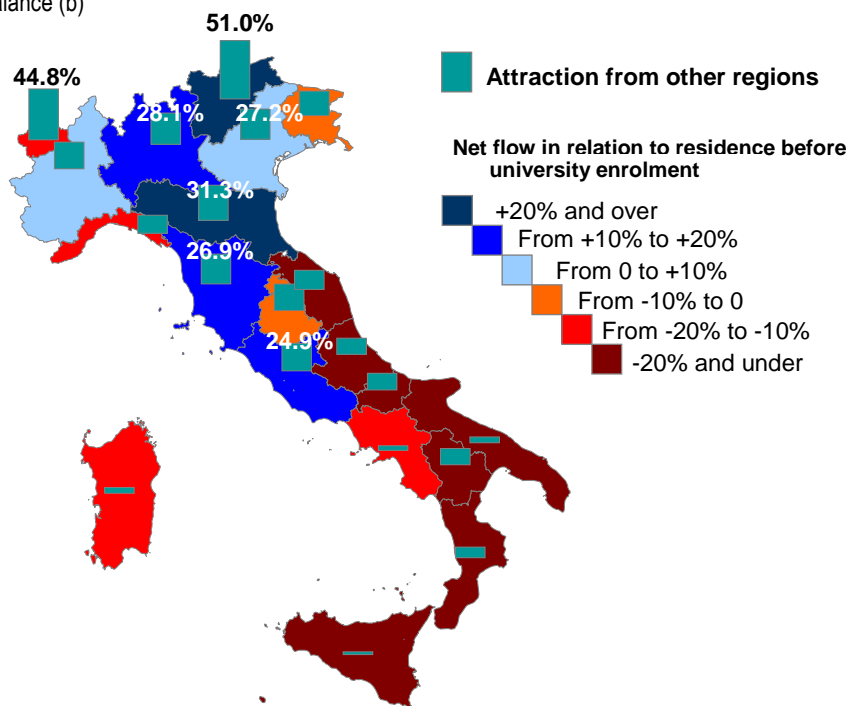 alance (b)
51.0%
44.8%
28.1%
27.2%
31.3%
26.9%
24.9%
Attraction from other regions
Net flow in relation to residence before
university enrolment
+20% and over
From +10% to +20%
From 0 to +10%
From -10% to 0
From -20% to -10%
-20% and under